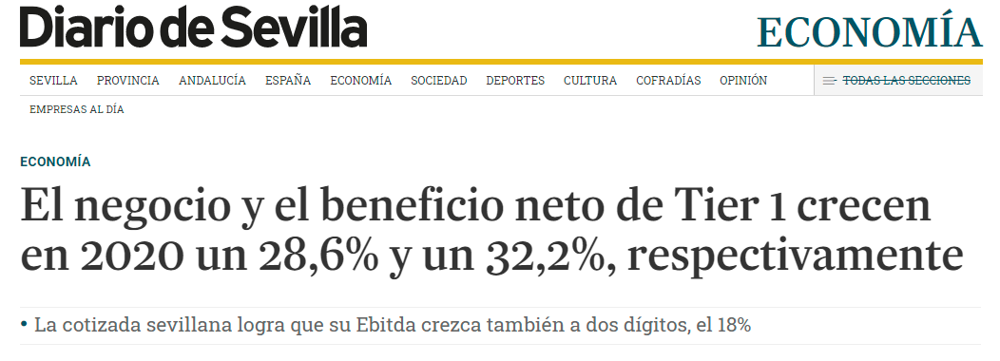 Diario de Sevilla
ECONOMÍA
SEVILLA PROVINCIA ANDALUCÍA ESPAÑA ECONOMÍA SOCIEDAD DEPORTES CULTURA COFRADÍAS OPINIÓN TODAS LAS SECCIONES
EMPRESAS AL DÍA
ECONOMÍA
El negocio y el beneficio neto de Tier 1 crecen
en 2020 un 28,6% y un 32,2%, respectivamente
• La cotizada sevillana logra que su Ebitda crezca también a dos dígitos, el 18%